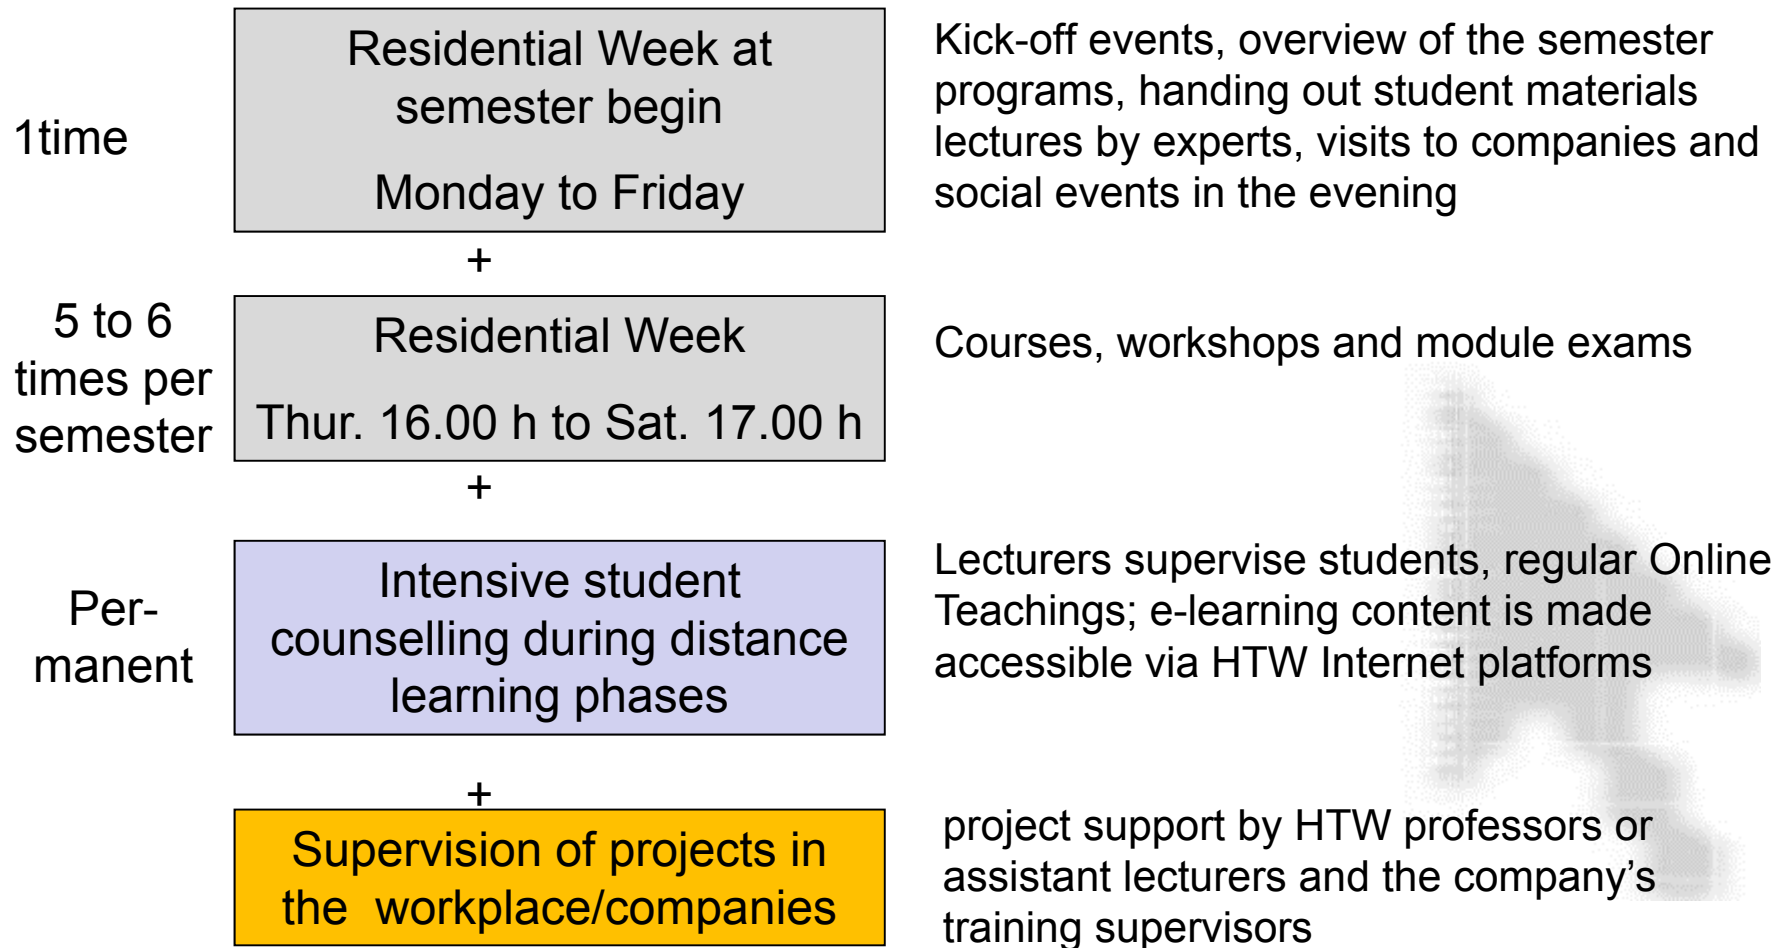 1time
Residential Week at
semester begin
Monday to Friday
Kick-off events, overview of the semester
programs, handing out student materials
lectures by experts, visits to companies and
social events in the evening
+
5 to 6
times per
semester
Residential Week
Thur. 16.00 h to Sat. 17.00 h
Courses, workshops and module exams
+
Per-
manent
Intensive student
counselling during distance
learning phases
Lecturers supervise students, regular Online
Teachings; e-learning content is made
accessible via HTW Internet platforms
+
Supervision of projects in
the workplace/companies
project support by HTW professors or
assistant lecturers and the company’s
training supervisors